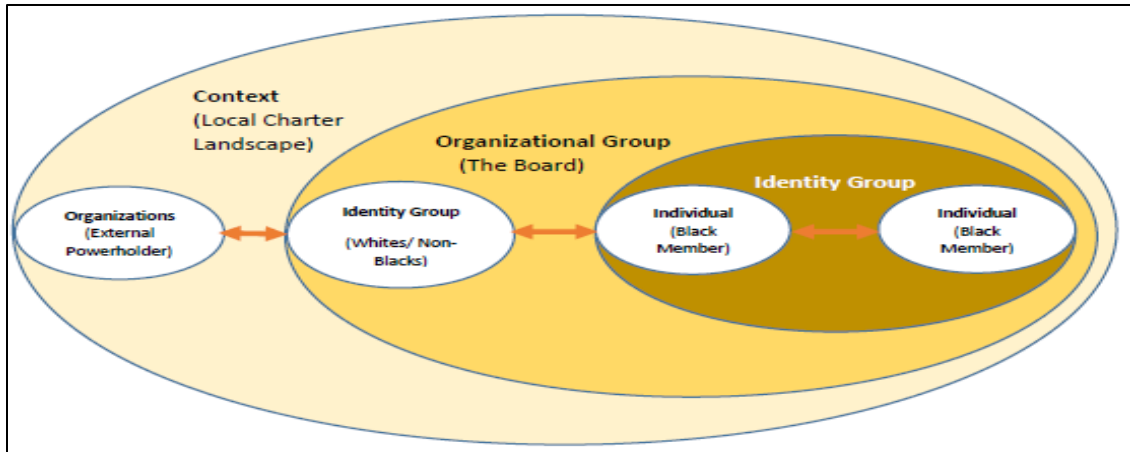 Context
(Local Charter
Landscape)
Organizational Group
(The Board)
Identity Group
Organizations
(External
Powerholder)
Identity Group
(Whites/ Non-
Blacks)
Individual
(Black
Member)
Individual
(Black
Member)